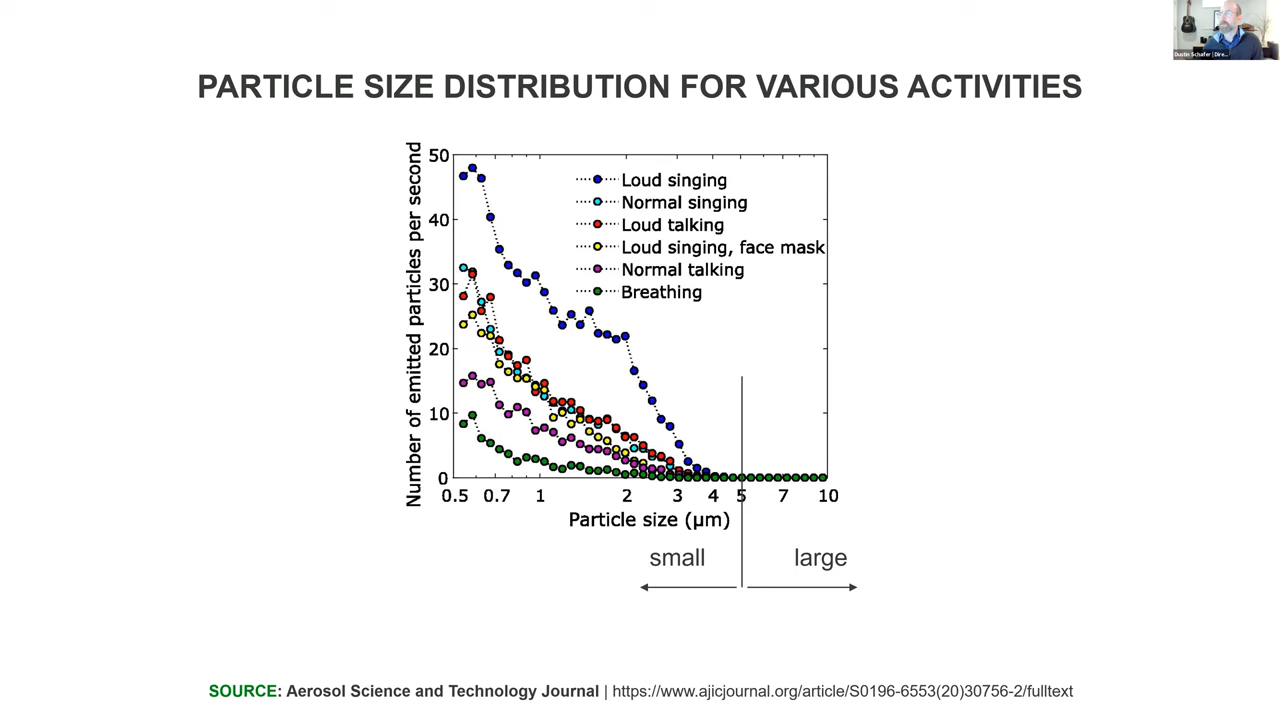 Dustin Schafer | Dire...
PARTICLE SIZE DISTRIBUTION FOR VARIOUS ACTIVITIES
Number of emitted particles per second
50
40
30
20
10
0
Loud singing
Normal singing
Loud talking
Loud singing, face mask
Normal talking
Breathing
0.5 0.7 1 2 3 4 5 7 10
Particle size (μm)
small large
SOURCE: Aerosol Science and Technology Journal | https://www.ajicjournal.org/article/S0196-6553(20)30756-2/fulltext